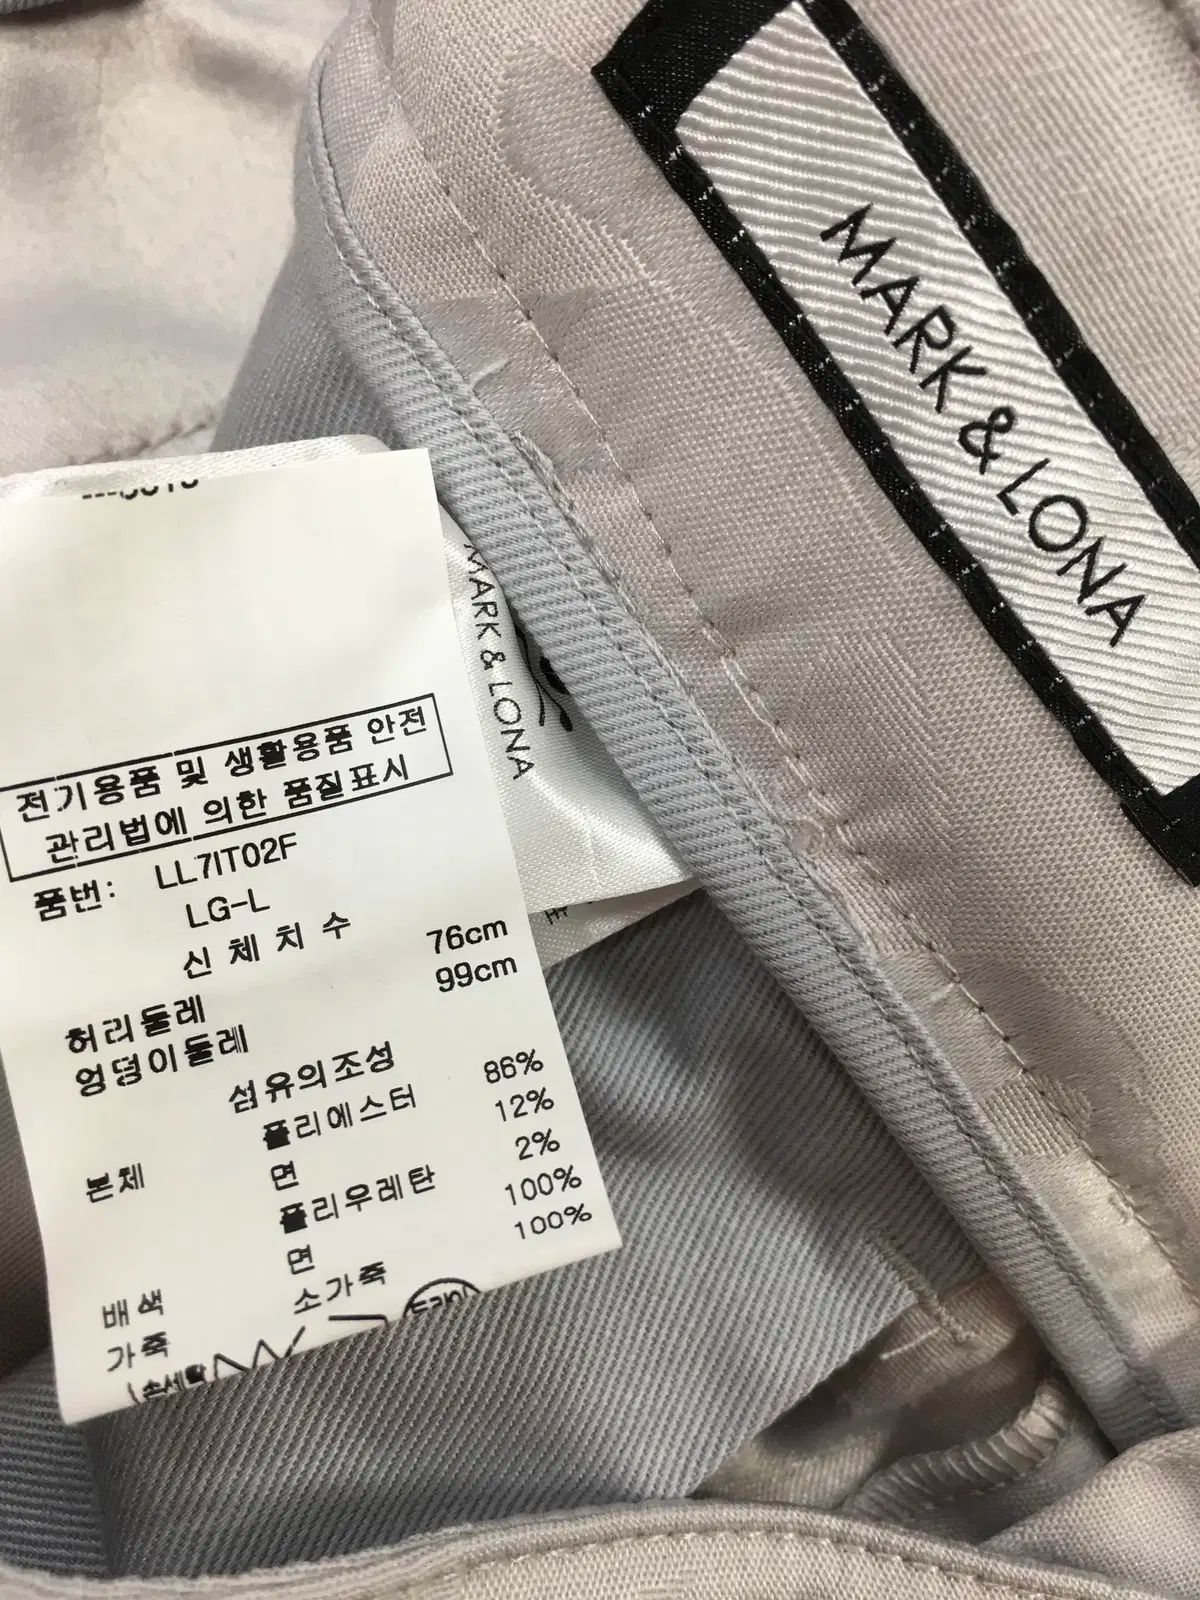 MARK & LONA
MARK & LONA
전기용품 및 생활용품 안전
관리법에 의한 품질표시
품번: LL7IT02F
LG-L
신체치수
허리둘레 76cm
엉덩이둘레 99cm
섬유의조성
본체 폴리에스터 86%
면 12%
폴리우레탄 2%
배색 면 100%
가죽 소가죽 100%
손세탁